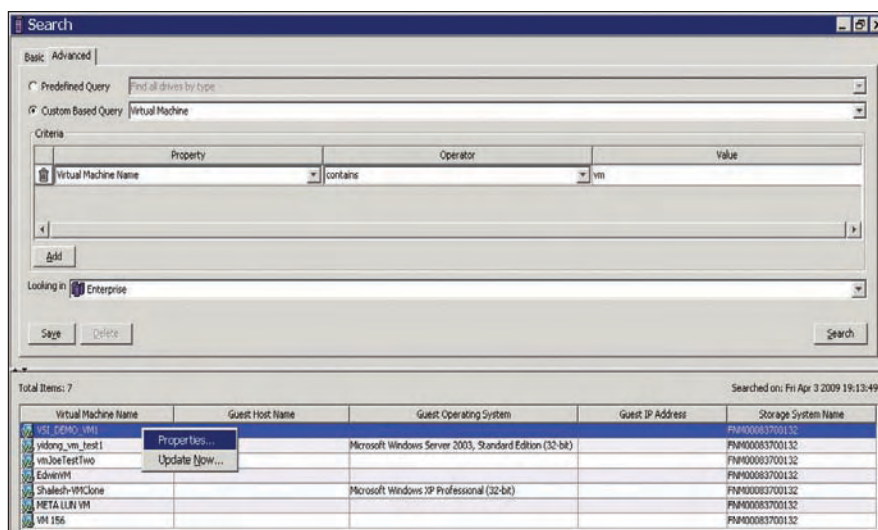 Search
Basic Advanced
Predefined Query Find all drives by type
Custom Based Query Virtual Machine
Criteria
Property Operator Value
Virtual Machine Name contains vm
Add
Looking in Enterprise
Save Delete Search
Total Items: 7 Searched on: Fri Apr 3 2009 19:13:49
Virtual Machine Name Guest Host Name Guest Operating System Guest IP Address Storage System Name
VSI_DEMO_VM1 FNM00083700132
yidong_vm_test1 Properties... Microsoft Windows Server 2003, Standard Edition (32-bit) FNM00083700132
vmJoeTestTwo Update Now... FNM00083700132
EdwinVM FNM00083700132
Shailesh-VMClone Microsoft Windows XP Professional (32-bit) FNM00083700132
META LUN VM FNM00083700132
VM 156 FNM00083700132